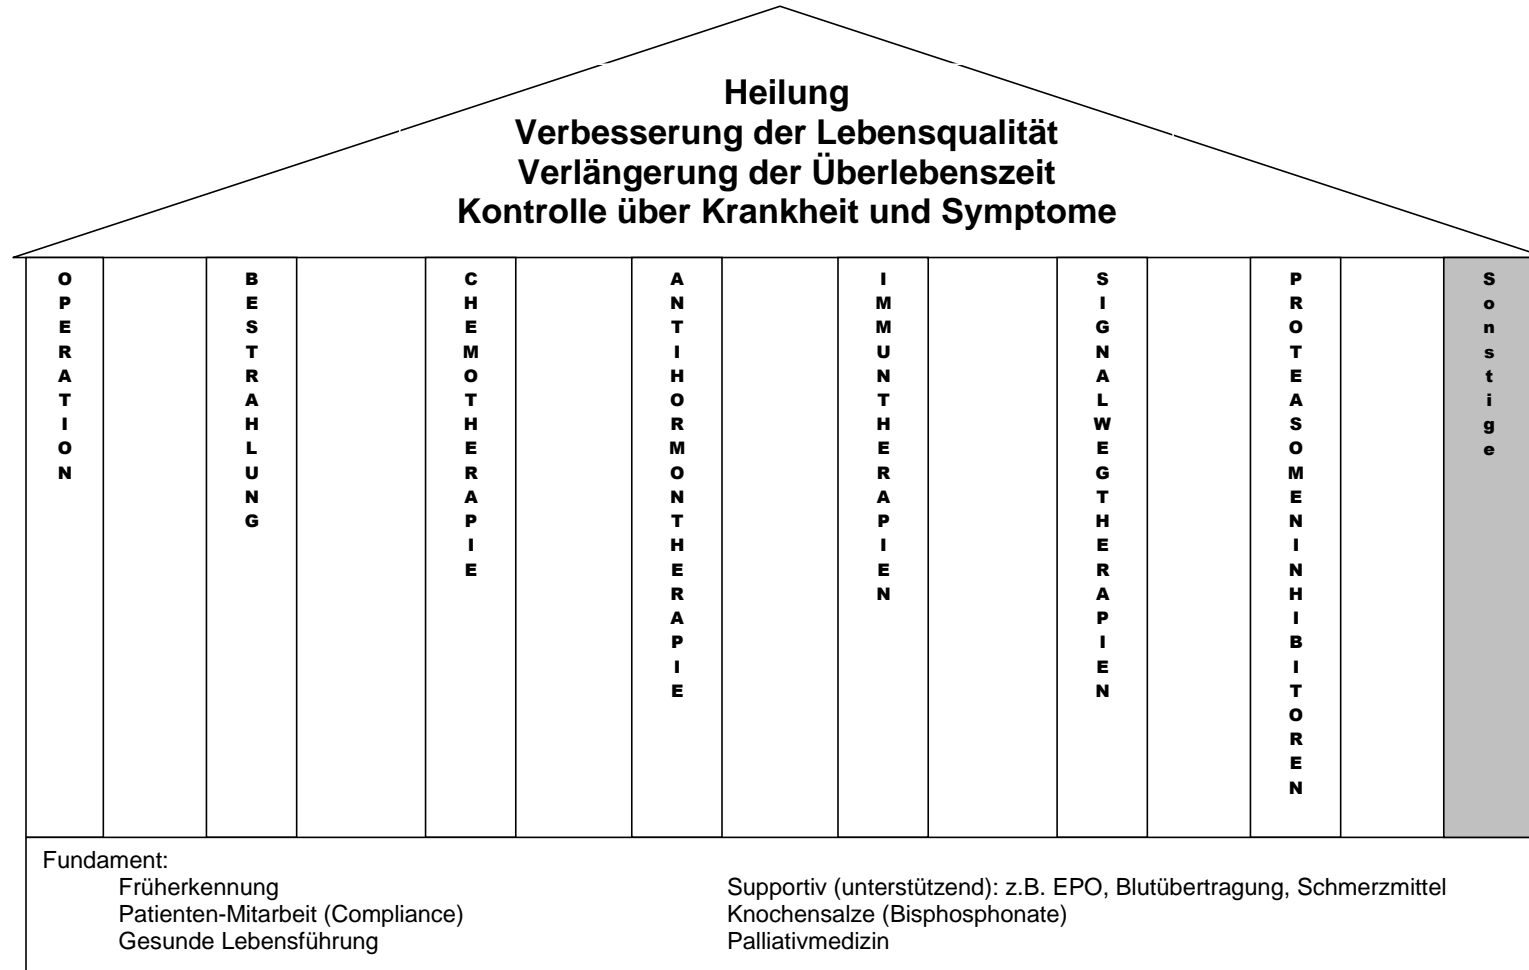 Heilung
Verbesserung der Lebensqualität
Verlängerung der Überlebenszeit
Kontrolle über Krankheit und Symptome
OPERATION
BESTRAHLUNG
CHEMOTHERAPIE
ANTIHORMONTHERAPIE
IMMUNTHERAPIEN
SIGNALWEGTHERAPIEN
PROTEASOMENINHIBITOREN
Sonstige
Fundament:
Früherkennung
Patienten-Mitarbeit (Compliance)
Gesunde Lebensführung
Supportiv (unterstützend): z.B. EPO, Blutübertragung, Schmerzmittel
Knochensalze (Bisphosphonate)
Palliativmedizin